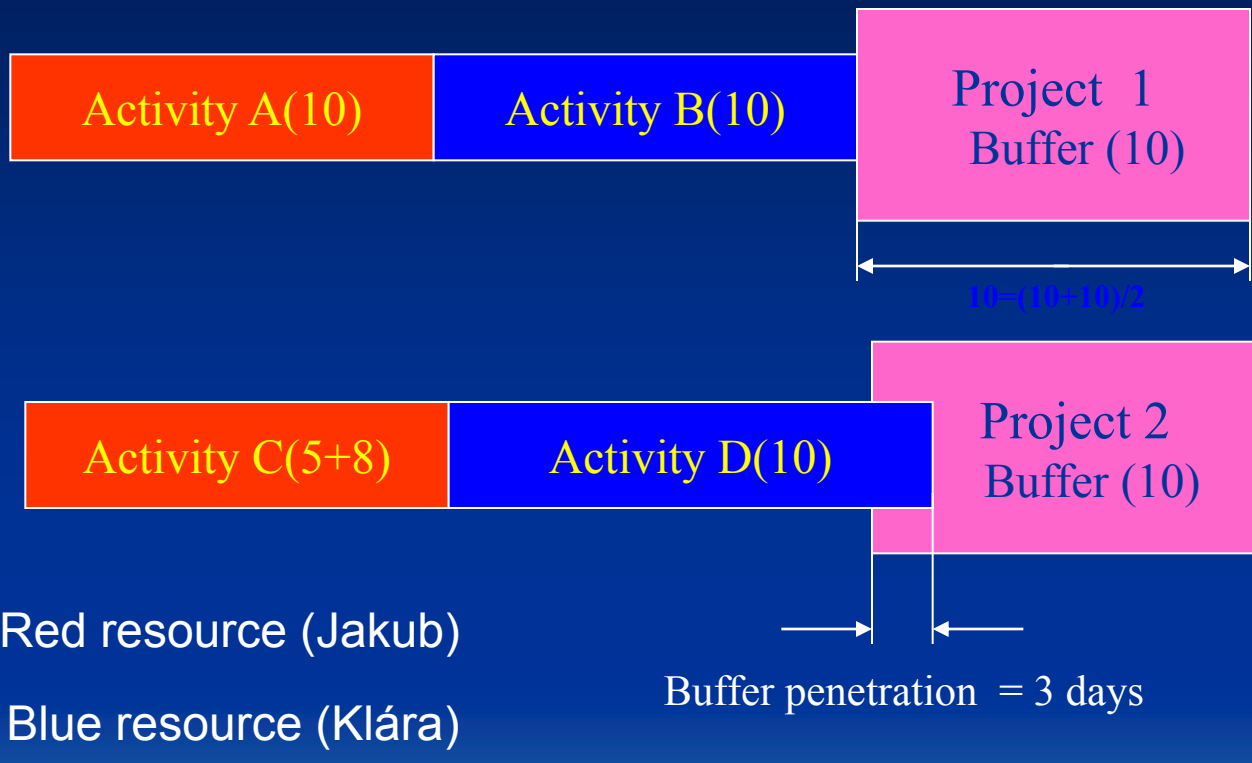 Activity A(10)
Activity B(10)
Project 1
Buffer (10)
10=(10+10)/2
Activity C(5+8)
Activity D(10)
Project 2
Buffer (10)
Red resource (Jakub)
Buffer penetration = 3 days
Blue resource (Klára)